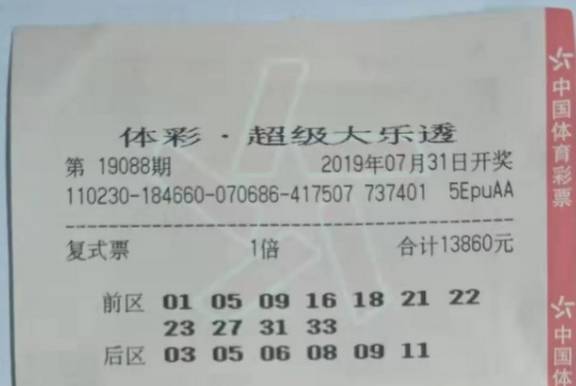 体彩·超级大乐透
第 19088期 2019年07月31日开奖
110230-184660-070686-417507 737401 5EpuAA
复式票 1倍 合计13860元
前区 01 05 09 16 18 21 22
23 27 31 33
后区 03 05 06 08 09 11
中国体育彩票
中国体